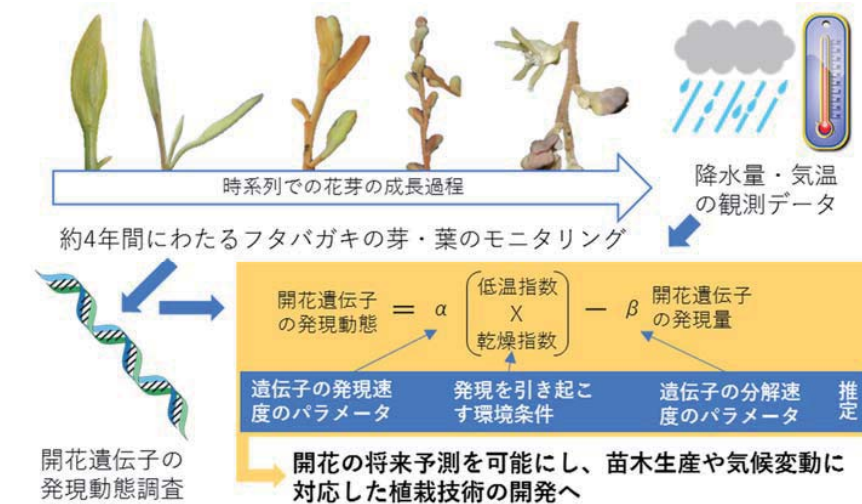 時系列での花芽の成長過程
降水量・気温
の観測データ
約4年間にわたるフタバガキの芽・葉のモニタリング
開花遺伝子
の発現動態
=
α
低温指数
X
乾燥指数
−
β
開花遺伝子
の発現量
遺伝子の発現速
度のパラメータ
発現を引き起こ
す環境条件
遺伝子の分解速
度のパラメータ
推
定
開花遺伝子の
発現動態調査
開花の将来予測を可能にし、苗木生産や気候変動に
対応した植栽技術の開発へ